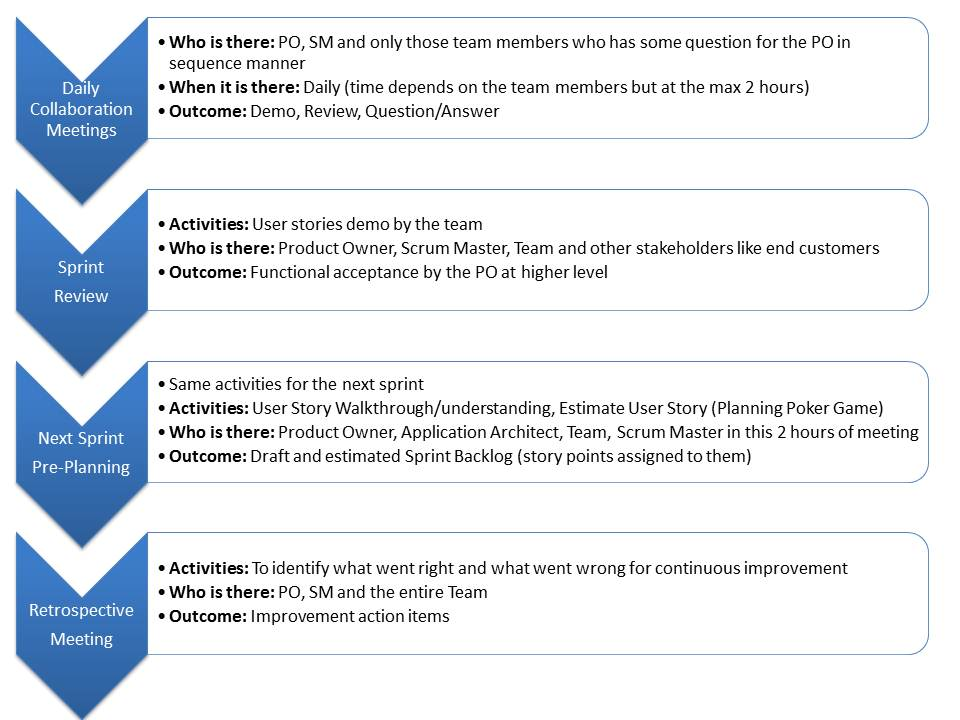 Daily
Collaboration
Meetings
• Who is there: PO, SM and only those team members who has some question for the PO in
sequence manner
• When it is there: Daily (time depends on the team members but at the max 2 hours)
• Outcome: Demo, Review, Question/Answer
Sprint
Review
• Activities: User stories demo by the team
• Who is there: Product Owner, Scrum Master, Team and other stakeholders like end customers
• Outcome: Functional acceptance by the PO at higher level
Next Sprint
Pre-Planning
• Same activities for the next sprint
• Activities: User Story Walkthrough/understanding, Estimate User Story (Planning Poker Game)
• Who is there: Product Owner, Application Architect, Team, Scrum Master in this 2 hours of meeting
• Outcome: Draft and estimated Sprint Backlog (story points assigned to them)
Retrospective
Meeting
• Activities: To identify what went right and what went wrong for continuous improvement
• Who is there: PO, SM and the entire Team
• Outcome: Improvement action items